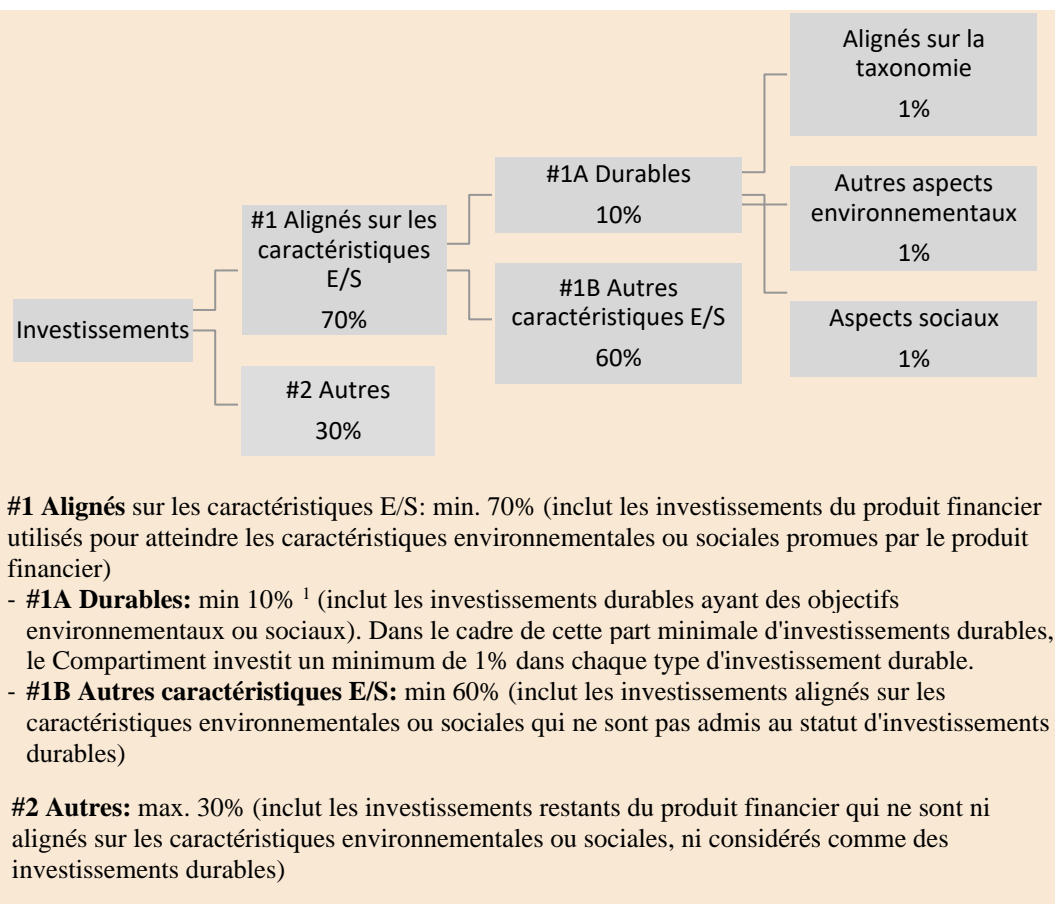 Investissements
#1 Alignés sur les
caractéristiques
E/S
70%
#2 Autres
30%
#1A Durables
10%
#1B Autres
caractéristiques E/S
60%
Alignés sur la
taxonomie
1%
Autres aspects
environnementaux
1%
Aspects sociaux
1%
#1 Alignés sur les caractéristiques E/S: min. 70% (inclut les investissements du produit financier
utilisés pour atteindre les caractéristiques environnementales ou sociales promues par le produit
financier)
- #1A Durables: min 10% 1 (inclut les investissements durables ayant des objectifs
environnementaux ou sociaux). Dans le cadre de cette part minimale d'investissements durables,
le Compartiment investit un minimum de 1% dans chaque type d'investissement durable.
- #1B Autres caractéristiques E/S: min 60% (inclut les investissements alignés sur les
caractéristiques environnementales ou sociales qui ne sont pas admis au statut d'investissements
durables)
#2 Autres: max. 30% (inclut les investissements restants du produit financier qui ne sont ni
alignés sur les caractéristiques environnementales ou sociales, ni considérés comme des
investissements durables)